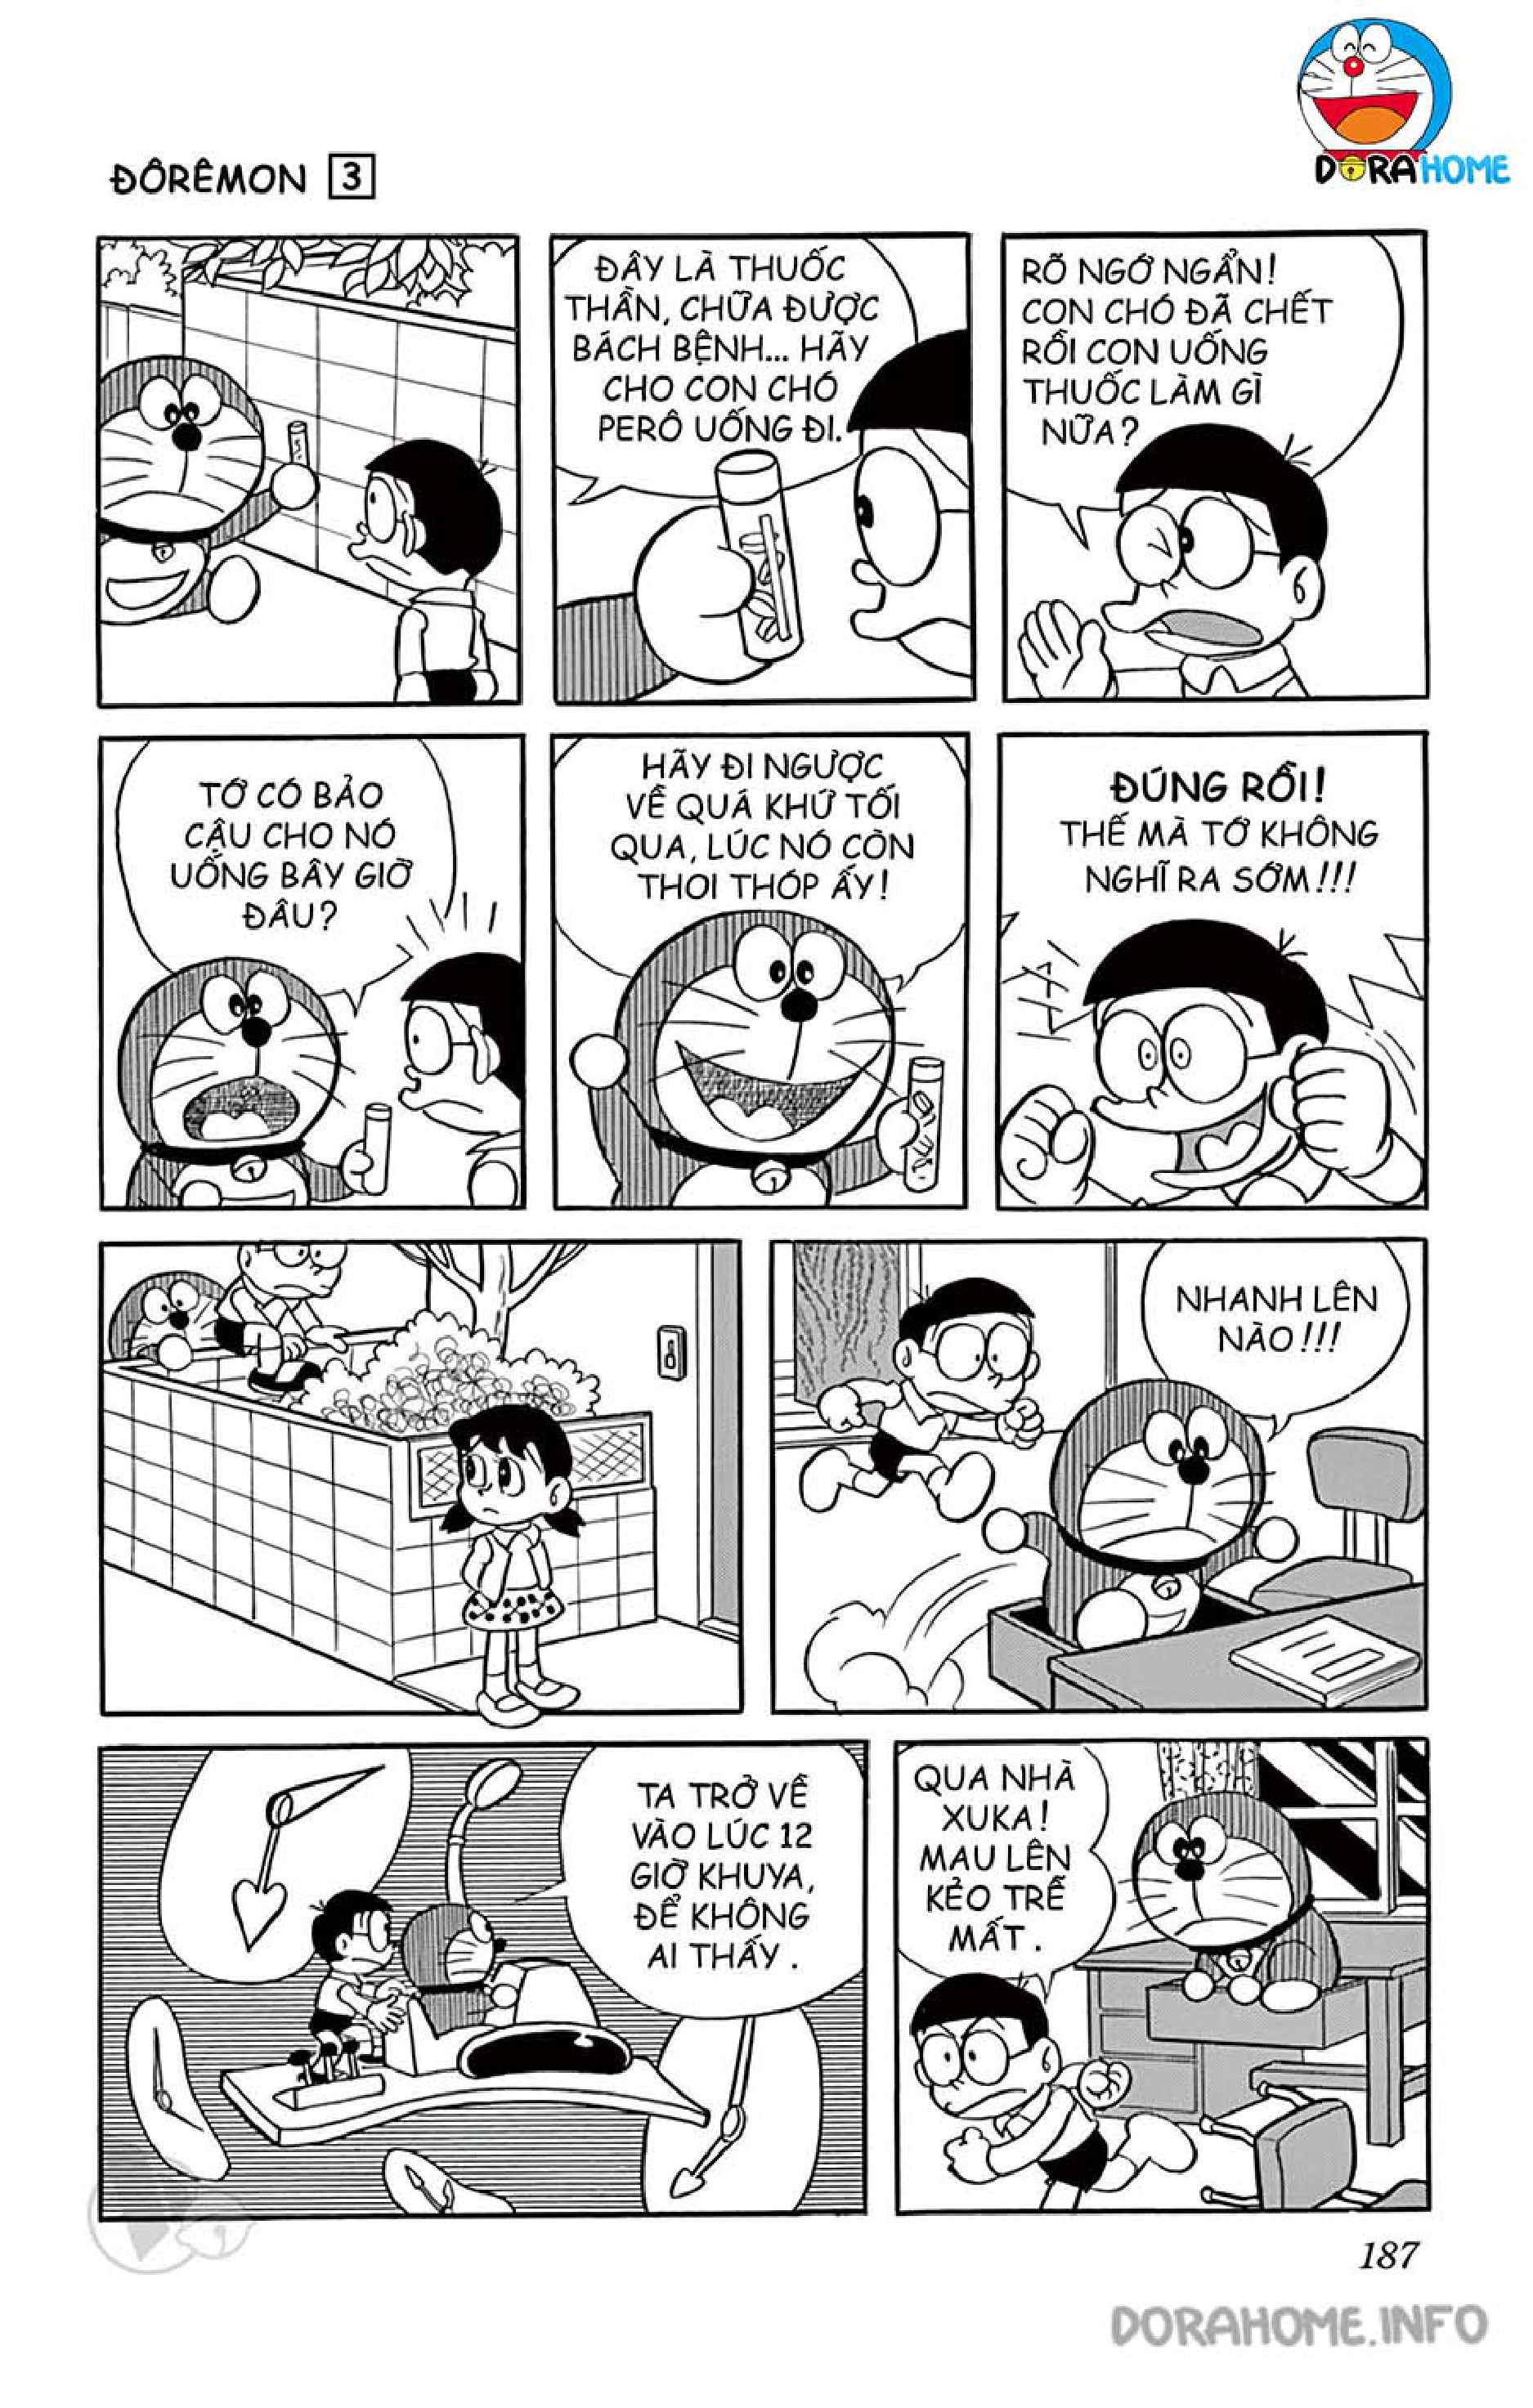 DORAHOME
ĐÔRÊMON 3
ĐÂY LÀ THUỐC
THẦN, CHỮA ĐƯỢC
BÁCH BỆNH... HÃY
CHO CON CHÓ
PERÔ UỐNG ĐI.
RÕ NGỚ NGẨN!
CON CHÓ ĐÃ CHẾT
RỒI CÒN UỐNG
THUỐC LÀM GÌ
NỮA?
TỚ CÓ BẢO
CẬU CHO NÓ
UỐNG BÂY GIỜ
ĐÂU?
HÃY ĐI NGƯỢC
VỀ QUÁ KHỨ TỐI
QUA, LÚC NÓ CÒN
THOI THÓP ẤY!
ĐÚNG RỒI!
THẾ MÀ TỚ KHÔNG
NGHĨ RA SỚM!!!
NHANH LÊN
NÀO!!!
TA TRỞ VỀ
VÀO LÚC 12
GIỜ KHUYA,
ĐỂ KHÔNG
AI THẤY.
QUA NHÀ
XUKA!
MAU LÊN
KẺO TRỄ
MẤT.
187
DORAHOME.INFO